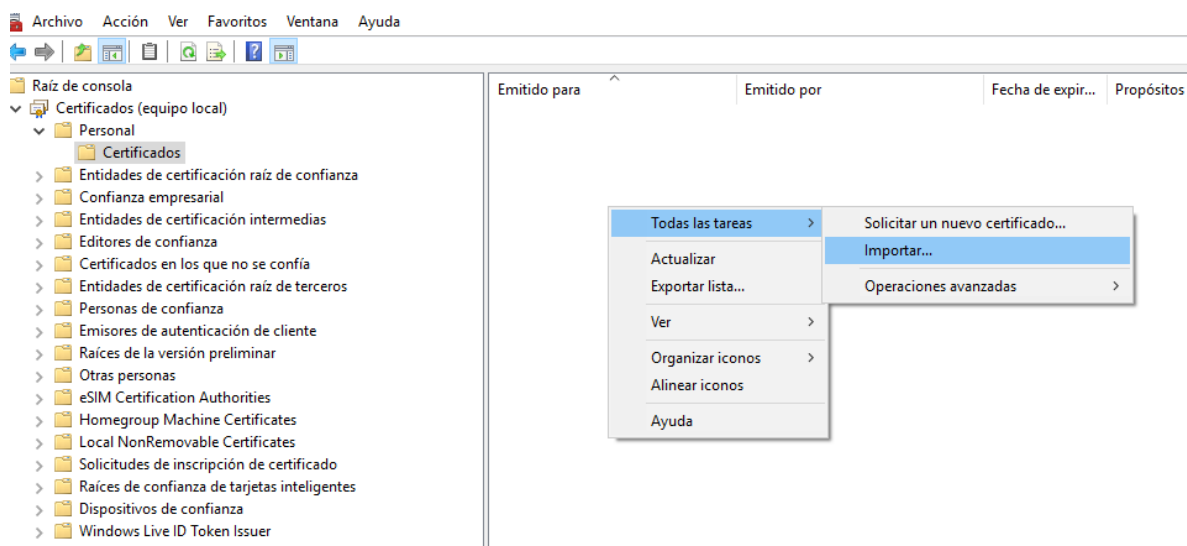 Archivo Acción Ver Favoritos Ventana Ayuda
Raíz de consola
Certificados (equipo local)
Personal
Certificados
Entidades de certificación raíz de confianza
Confianza empresarial
Entidades de certificación intermedias
Editores de confianza
Certificados en los que no se confía
Entidades de certificación raíz de terceros
Personas de confianza
Emisores de autenticación de cliente
Raíces de la versión preliminar
Otras personas
eSIM Certification Authorities
Homegroup Machine Certificates
Local NonRemovable Certificates
Solicitudes de inscripción de certificado
Raíces de confianza de tarjetas inteligentes
Dispositivos de confianza
Windows Live ID Token Issuer
Emitido para Emitido por Fecha de expir... Propósitos
Todas las tareas
Actualizar
Exportar lista...
Ver
Organizar iconos
Alinear iconos
Ayuda
Solicitar un nuevo certificado...
Importar...
Operaciones avanzadas